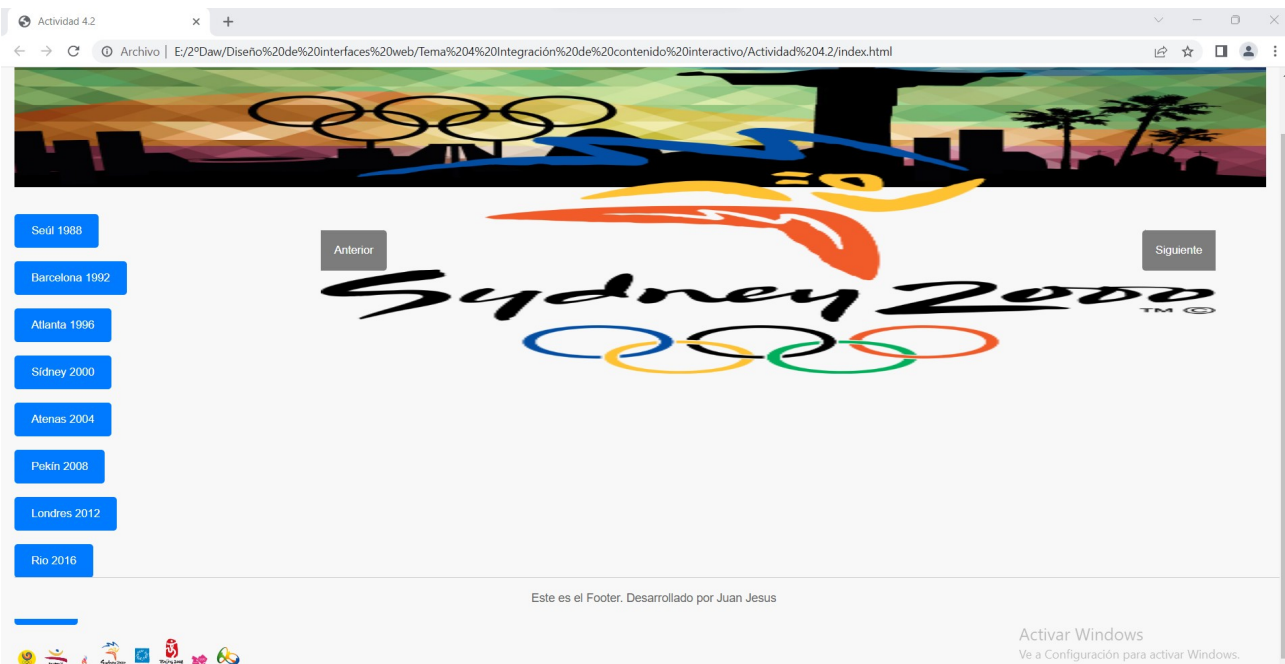 Actividad 4.2
Archivo | E:/2ºDaw/Diseño%20de%20interfaces%20web/Tema%204%20Integración%20de%20contenido%20interactivo/Actividad%204.2/index.html
Seúl 1988
Anterior
Siguiente
Barcelona 1992
Sydney 2000
TM ©
Atlanta 1996
Sídney 2000
Atenas 2004
Pekín 2008
Londres 2012
Rio 2016
Este es el Footer. Desarrollado por Juan Jesus
Activar Windows
Ve a Configuración para activar Windows.